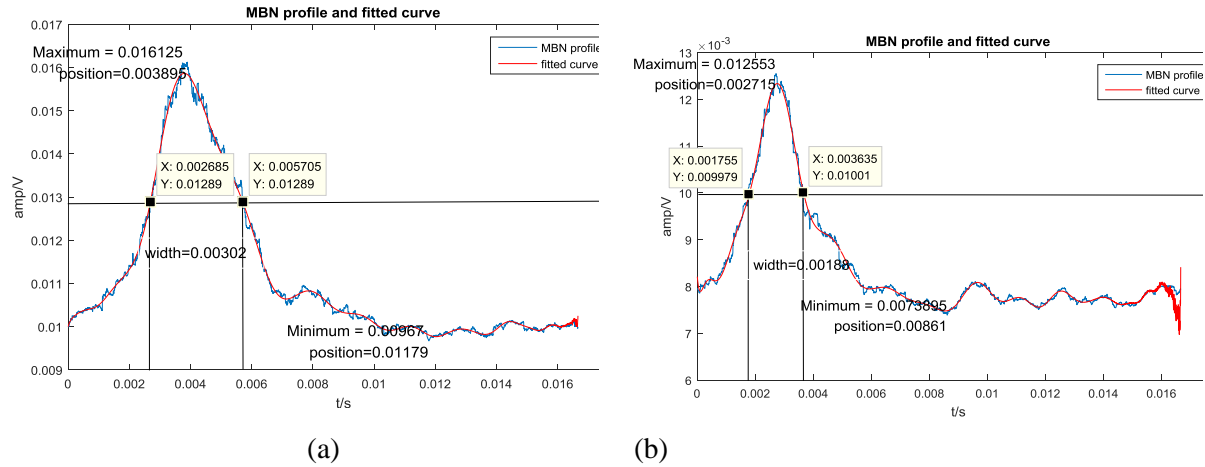 MBN profile and fitted curve
0.017
0.016
0.015
0.014
0.013
0.012
0.011
0.01
0.009
amp/V
Maximum = 0.016125
position=0.003895
MBN profile
fitted curve
X: 0.002685
Y: 0.01289
X: 0.005705
Y: 0.01289
width=0.00302
Minimum = 0.00967
position=0.01179
0 0.002 0.004 0.006 0.008 0.01 0.012 0.014 0.016
t/s
(a)
MBN profile and fitted curve
×10⁻³
13
12
11
10
9
8
7
6
amp/V
Maximum = 0.012553
position=0.002715
MBN profile
fitted curve
X: 0.001755
Y: 0.009979
X: 0.003635
Y: 0.01001
width=0.00188
Minimum = 0.0073895
position=0.00861
0 0.002 0.004 0.006 0.008 0.01 0.012 0.014 0.016
t/s
(b)